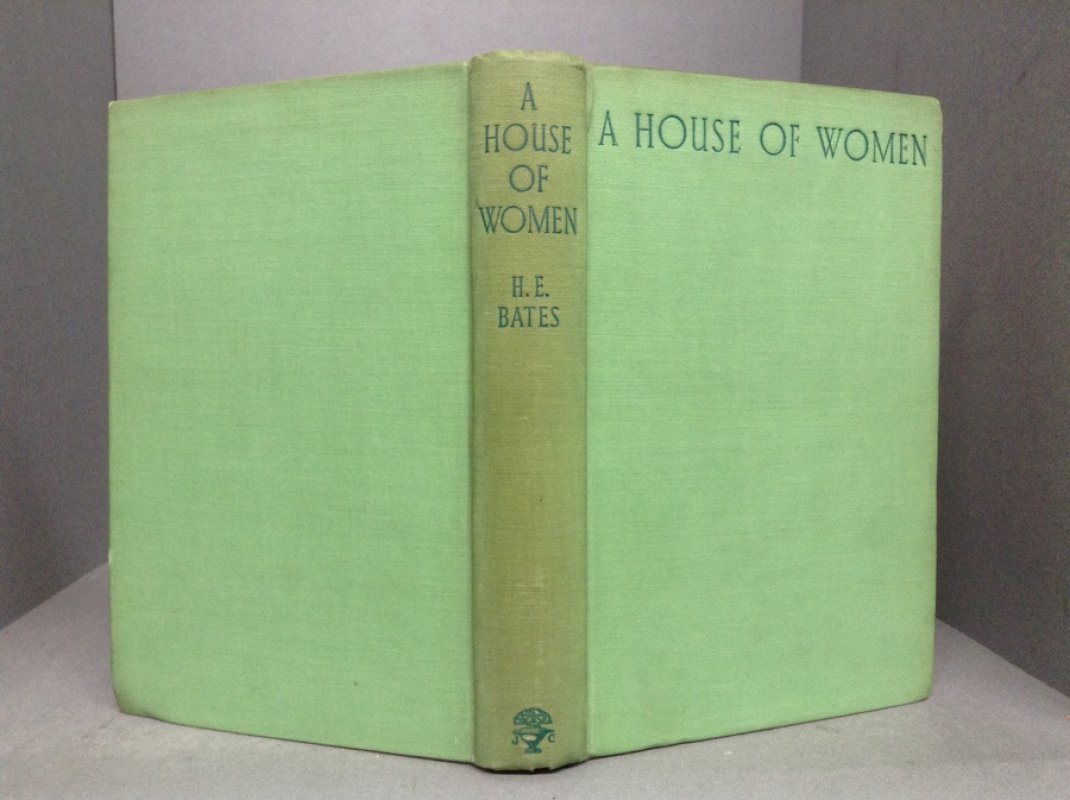 A
HOUSE
OF
WOMEN
H. E.
BATES
J C
A HOUSE OF WOMEN